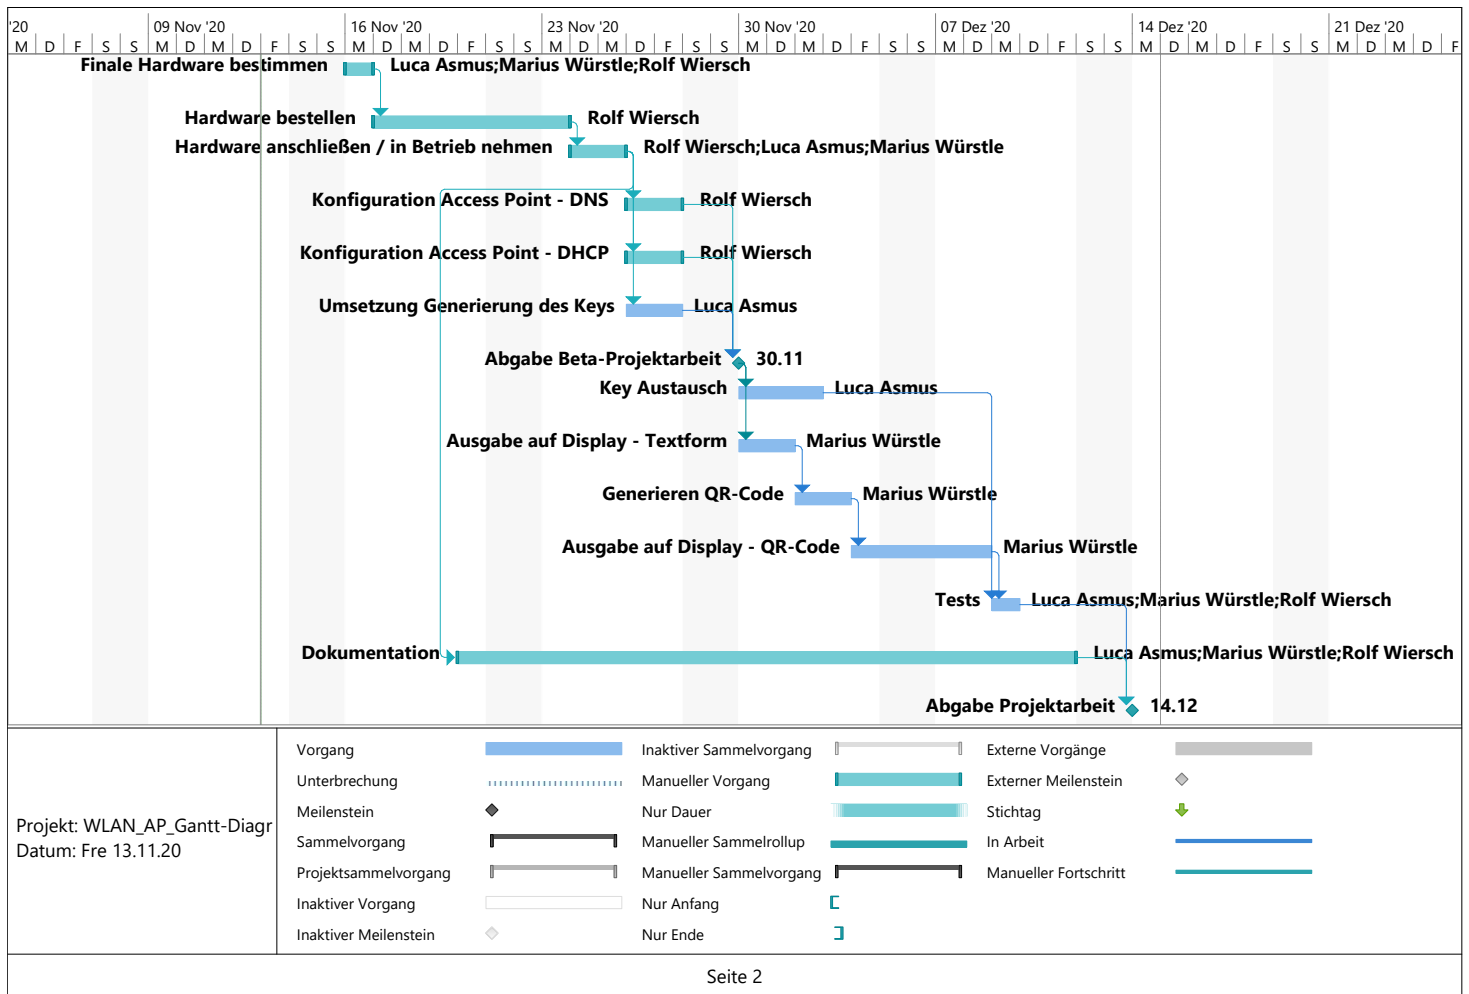 '20 09 Nov '20 16 Nov '20 23 Nov '20 30 Nov '20 07 Dez '20 14 Dez '20 21 Dez '20
M D F S S M D M D F S S M D M D F S S M D M D F S S M D M D F S S M D M D F S S M D M D F S S M D M D F
Finale Hardware bestimmen Luca Asmus;Marius Würstle;Rolf Wiersch
Hardware bestellen Rolf Wiersch
Hardware anschließen / in Betrieb nehmen Rolf Wiersch;Luca Asmus;Marius Würstle
Konfiguration Access Point - DNS Rolf Wiersch
Konfiguration Access Point - DHCP Rolf Wiersch
Umsetzung Generierung des Keys Luca Asmus
Abgabe Beta-Projektarbeit 30.11
Key Austausch Luca Asmus
Ausgabe auf Display - Textform Marius Würstle
Generieren QR-Code Marius Würstle
Ausgabe auf Display - QR-Code Marius Würstle
Tests Luca Asmus;Marius Würstle;Rolf Wiersch
Dokumentation Luca Asmus;Marius Würstle;Rolf Wiersch
Abgabe Projektarbeit 14.12
Projekt: WLAN_AP_Gantt-Diagr
Datum: Fre 13.11.20
Vorgang
Unterbrechung
Meilenstein
Sammelvorgang
Projektsammelvorgang
Inaktiver Vorgang
Inaktiver Meilenstein
Inaktiver Sammelvorgang
Manueller Vorgang
Nur Dauer
Manueller Sammelrollup
Manueller Sammelvorgang
Nur Anfang
Nur Ende
Externe Vorgänge
Externer Meilenstein
Stichtag
In Arbeit
Manueller Fortschritt
Seite 2